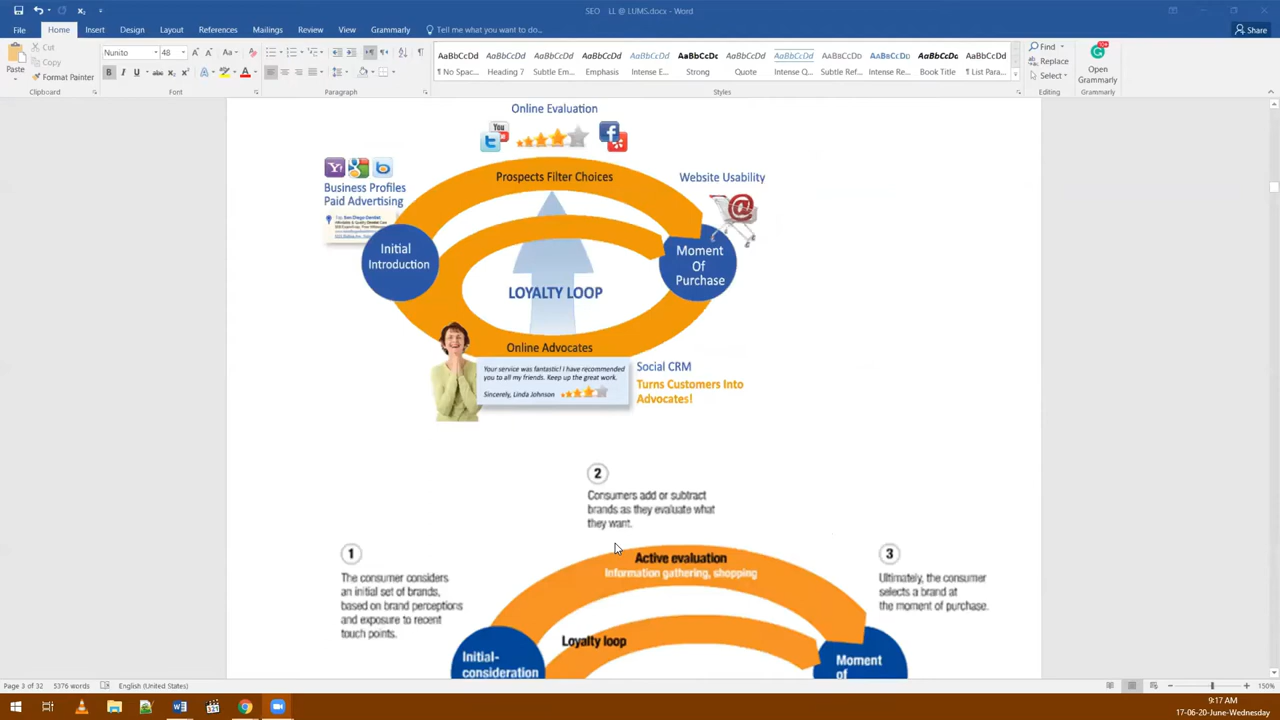 SEO LL @ LUMS.docx - Word
File Home Insert Design Layout References Mailings Review View Grammarly Tell me what you want to do... Share
Cut
Copy
Format Painter
Paste
Clipboard
Nunito 48
Font
Paragraph
AaBbCcDd AaBbCcDd AaBbCcDd AaBbCcDd AaBbCcDd AaBbCcDd AaBbCcDd AaBbCcDd AaBbCcDd AaBbCcDd AaBbCcDd AaBbCcDd
¶ No Spac... Heading 7 Subtle Em... Emphasis Intense E... Strong Quote Intense Q... Subtle Ref... Intense Re... Book Title ¶ List Para...
Styles
Find
Replace
Select
Editing
Open
Grammarly
Grammarly
Online Evaluation
You
Prospects Filter Choices
Website Usability
Business Profiles
Paid Advertising
Initial
Introduction
Moment
Of
Purchase
LOYALTY LOOP
Online Advocates
Your service was fantastic! I have recommended
you to all my friends. Keep up the great work.
Sincerely, Linda Johnson
Social CRM
Turns Customers Into
Advocates!
2
Consumers add or subtract
brands as they evaluate what
they want.
1
The consumer considers
an initial set of brands,
based on brand perceptions
and exposure to recent
touch points.
Active evaluation
Information gathering, shopping
3
Ultimately, the consumer
selects a brand at
the moment of purchase.
Loyalty loop
Initial-
consideration
Moment
of
Page 3 of 32 5376 words English (United States) 150%
9:17 AM
17-06-20-June-Wednesday